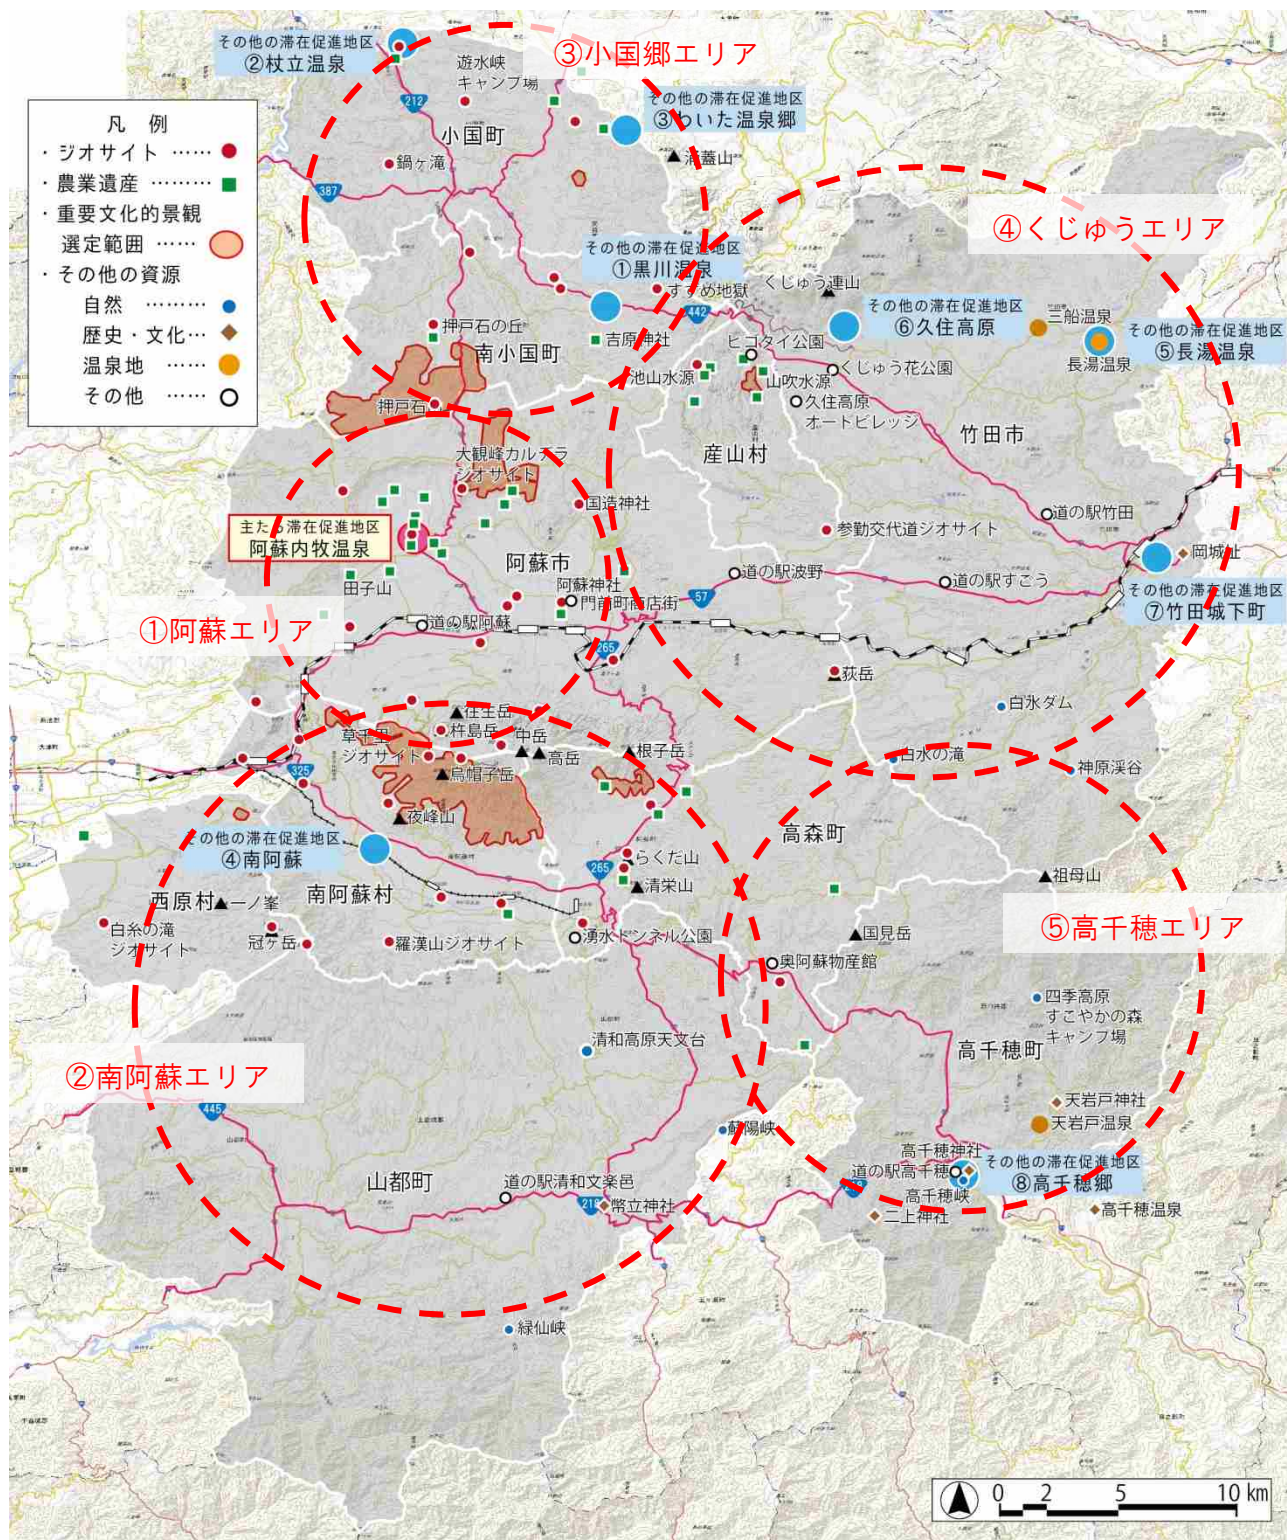 その他の滞在促進地区
②杖立温泉
③小国郷エリア
遊水峡
キャンプ場
212
小国町
その他の滞在促進地区
③わいた温泉郷
涌蓋山
鍋ヶ滝
387
凡 例
・ジオサイト ……
・農業遺産 ………
・重要文化的景観
選定範囲 ……
・その他の資源
自然 ………
歴史・文化…
温泉地 ……
その他 ……
④くじゅうエリア
その他の滞在促進地区
①黒川温泉
すずめ地獄
442
くじゅう連山
その他の滞在促進地区
⑥久住高原
三船温泉
その他の滞在促進地区
⑤長湯温泉
長湯温泉
押戸石の丘
南小国町
吉原神社
ヒゴタイ公園
池山水源
山吹水源
くじゅう花公園
久住高原
オートビレッジ
押戸石
竹田市
産山村
大観峰カルデラ
ジオサイト
国造神社
主たる滞在促進地区
阿蘇内牧温泉
道の駅竹田
参勤交代道ジオサイト
岡城址
阿蘇市
田子山
阿蘇神社
門前町商店街
道の駅波野
57
道の駅すごう
その他の滞在促進地区
⑦竹田城下町
①阿蘇エリア
道の駅阿蘇
265
荻岳
白水ダム
往生岳
杵島岳
草千里
ジオサイト
中岳
高岳
根子岳
白水の滝
神原渓谷
325
烏帽子岳
夜峰山
高森町
その他の滞在促進地区
④南阿蘇
らくだ山
265
清栄山
祖母山
西原村
一ノ峯
南阿蘇村
白糸の滝
ジオサイト
冠ヶ岳
羅漢山ジオサイト
湧水トンネル公園
国見岳
⑤高千穂エリア
奥阿蘇物産館
四季高原
すこやかの森
キャンプ場
清和高原天文台
高千穂町
②南阿蘇エリア
445
天岩戸神社
天岩戸温泉
蘇陽峡
高千穂神社
道の駅高千穂
その他の滞在促進地区
⑧高千穂郷
高千穂峡
二上神社
高千穂温泉
山都町
道の駅清和文楽邑
218
幣立神社
緑仙峡
0 2 5 10 km